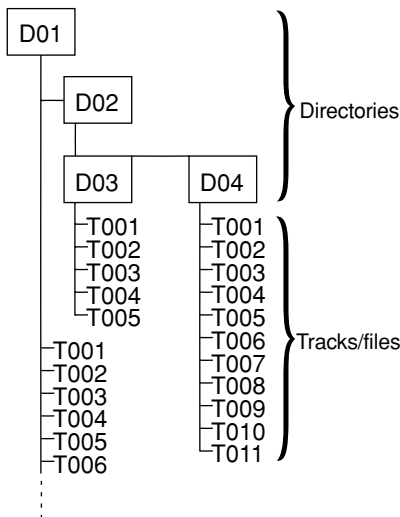 D01
D02
Directories
D03
D04
T001
T002
T003
T004
T005
T001
T002
T003
T004
T005
T006
T007
T008
T009
T010
T011
Tracks/files
T001
T002
T003
T004
T005
T006